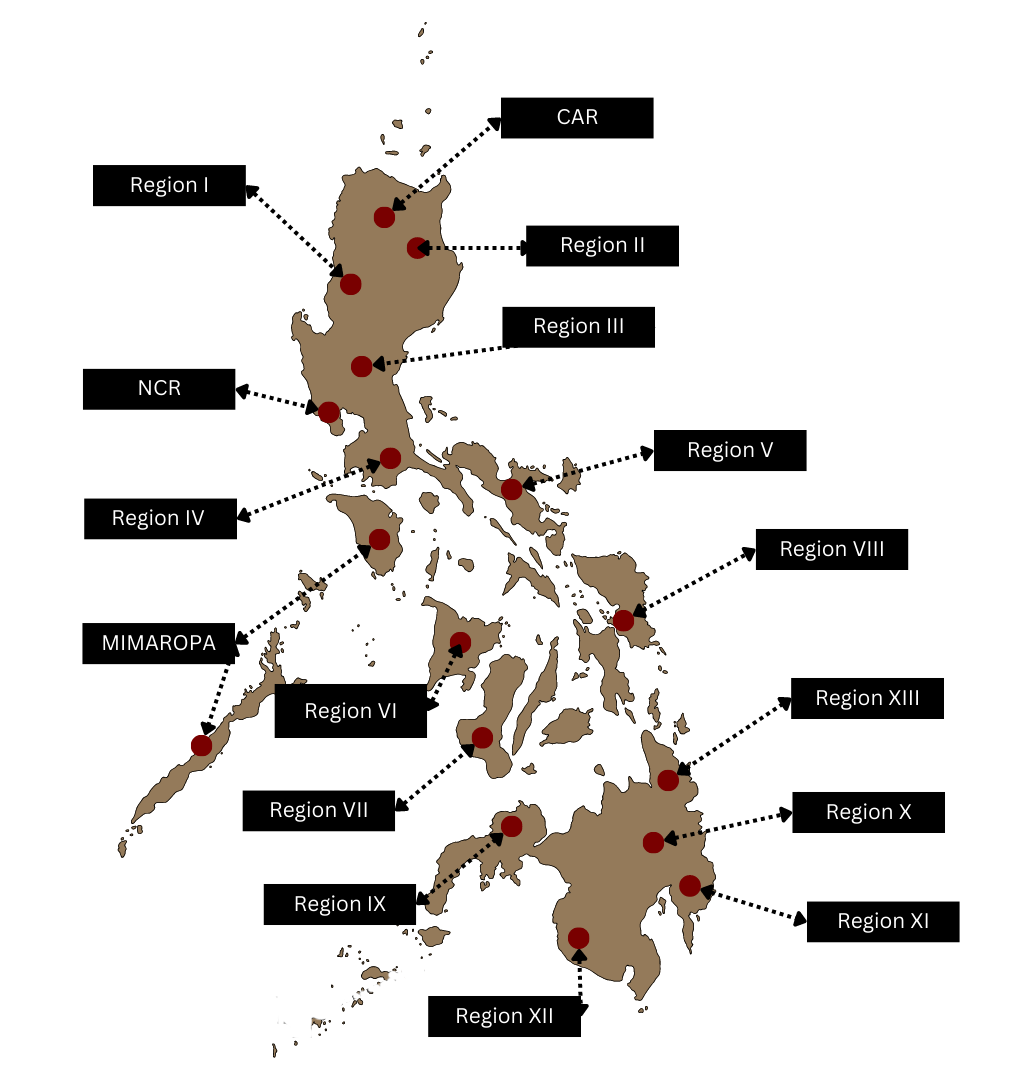 CAR
Region I
Region II
Region III
NCR
Region V
Region IV
Region VIII
MIMAROPA
Region XIII
Region VI
Region VII
Region X
Region IX
Region XI
Region XII